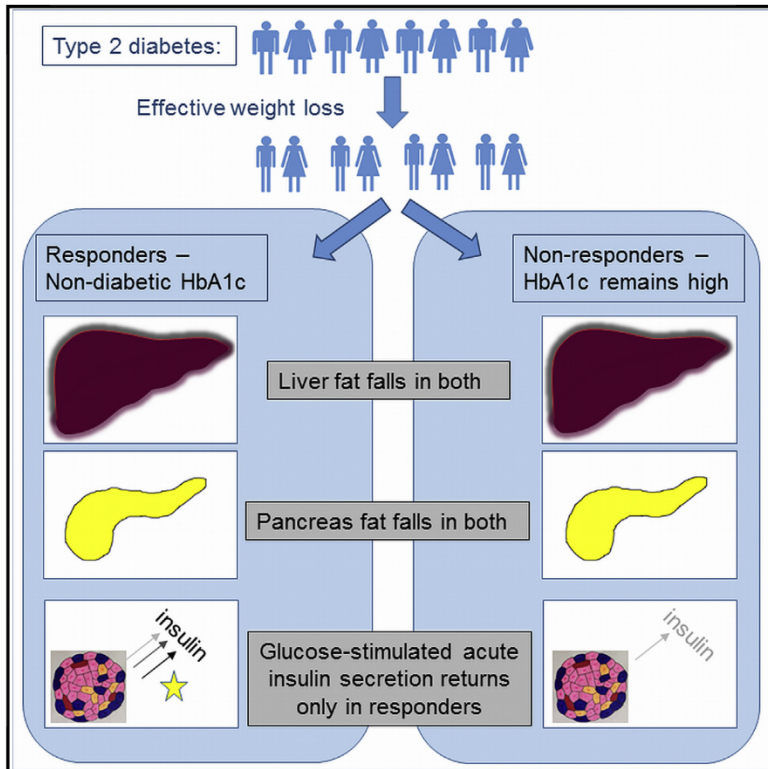 Type 2 diabetes:
Effective weight loss
Responders –
Non-diabetic HbA1c
Non-responders –
HbA1c remains high
Liver fat falls in both
Pancreas fat falls in both
insulin
Glucose-stimulated acute
insulin secretion returns
only in responders
insulin